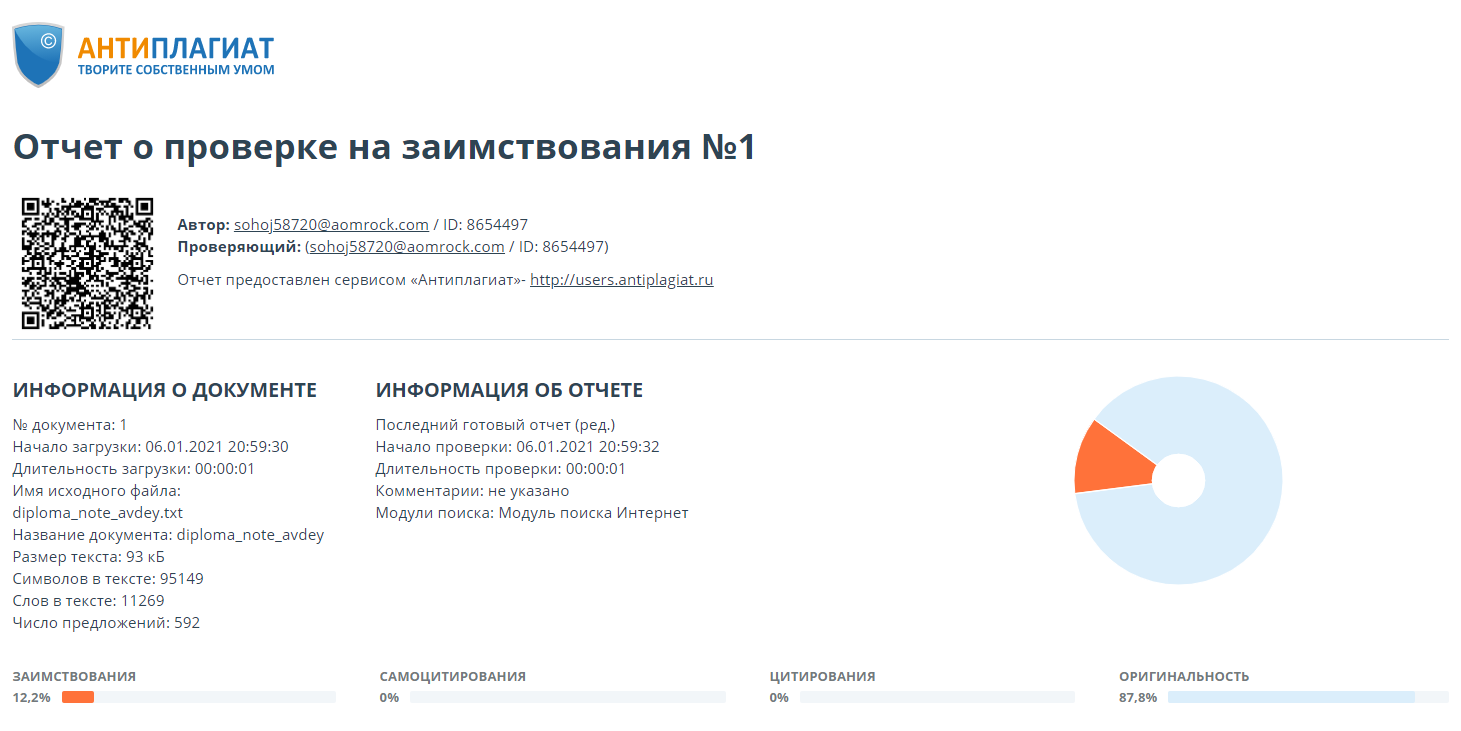 ©
АНТИПЛАГИАТ
ТВОРИТЕ СОБСТВЕННЫМ УМОМ
Отчет о проверке на заимствования №1
Автор: sohoj58720@aomrock.com / ID: 8654497
Проверяющий: (sohoj58720@aomrock.com / ID: 8654497)
Отчет предоставлен сервисом «Антиплагиат»- http://users.antiplagiat.ru
ИНФОРМАЦИЯ О ДОКУМЕНТЕ
№ документа: 1
Начало загрузки: 06.01.2021 20:59:30
Длительность загрузки: 00:00:01
Имя исходного файла:
diploma_note_avdey.txt
Название документа: diploma_note_avdey
Размер текста: 93 кБ
Символов в тексте: 95149
Слов в тексте: 11269
Число предложений: 592
ИНФОРМАЦИЯ ОБ ОТЧЕТЕ
Последний готовый отчет (ред.)
Начало проверки: 06.01.2021 20:59:32
Длительность проверки: 00:00:01
Комментарии: не указано
Модули поиска: Модуль поиска Интернет
ЗАИМСТВОВАНИЯ
12,2%
САМОЦИТИРОВАНИЯ
0%
ЦИТИРОВАНИЯ
0%
ОРИГИНАЛЬНОСТЬ
87,8%